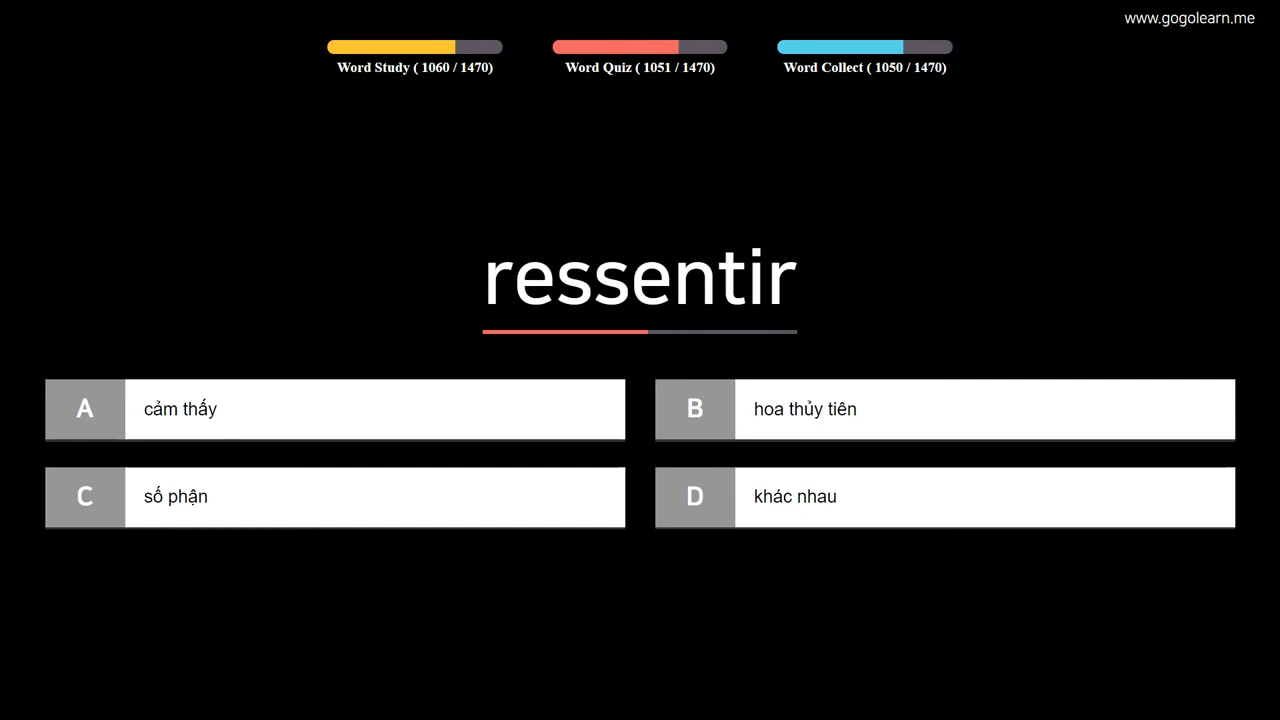 www.gogolearn.me
Word Study ( 1060 / 1470)
Word Quiz ( 1051 / 1470)
Word Collect ( 1050 / 1470)
ressentir
A cảm thấy
B hoa thủy tiên
C số phận
D khác nhau